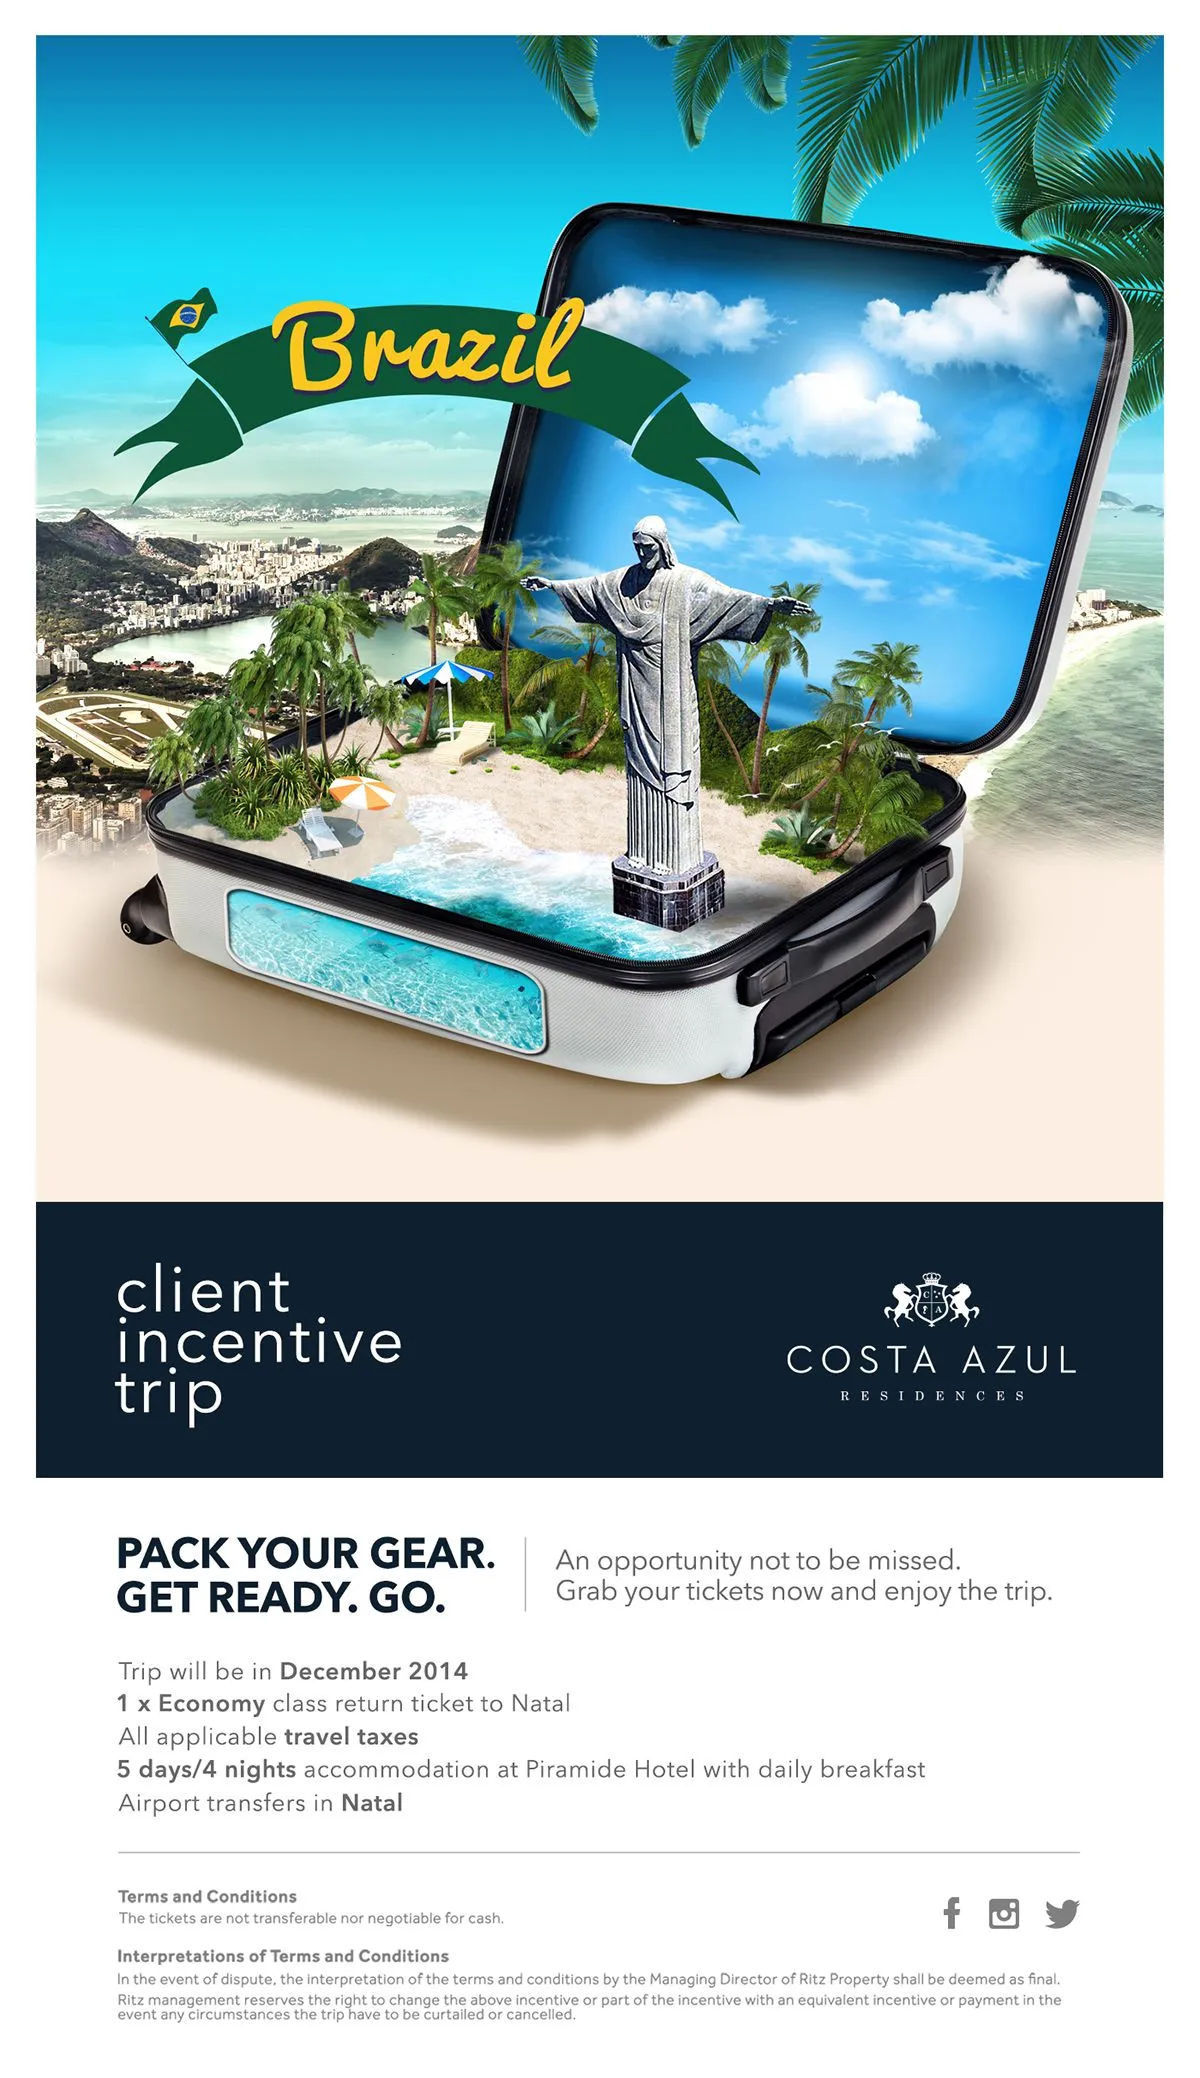 Brazil
client
incentive
trip
C A
COSTA AZUL
RESIDENCES
PACK YOUR GEAR.
GET READY. GO.
An opportunity not to be missed.
Grab your tickets now and enjoy the trip.
Trip will be in December 2014
1 x Economy class return ticket to Natal
All applicable travel taxes
5 days/4 nights accommodation at Piramide Hotel with daily breakfast
Airport transfers in Natal
Terms and Conditions
The tickets are not transferable nor negotiable for cash.
Interpretations of Terms and Conditions
In the event of dispute, the interpretation of the terms and conditions by the Managing Director of Ritz Property shall be deemed as final.
Ritz management reserves the right to change the above incentive or part of the incentive with an equivalent incentive or payment in the
event any circumstances the trip have to be curtailed or cancelled.